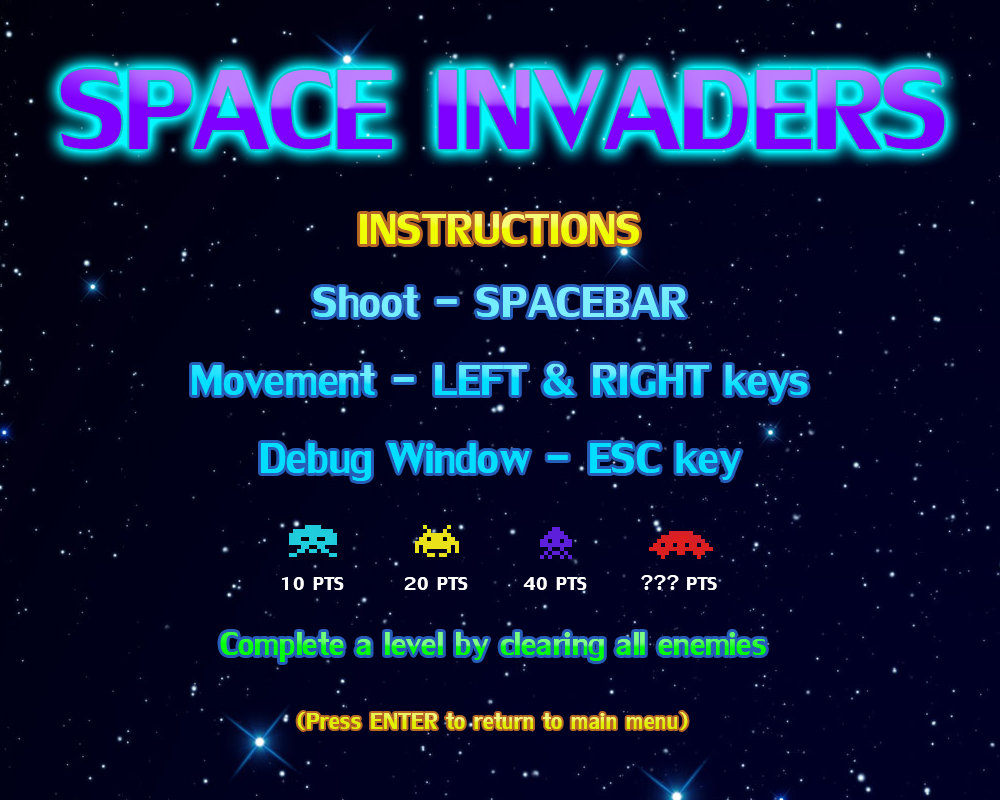 SPACE INVADERS
INSTRUCTIONS
Shoot - SPACEBAR
Movement - LEFT & RIGHT keys
Debug Window - ESC key
10 PTS 20 PTS 40 PTS ??? PTS
Complete a level by clearing all enemies
(Press ENTER to return to main menu)